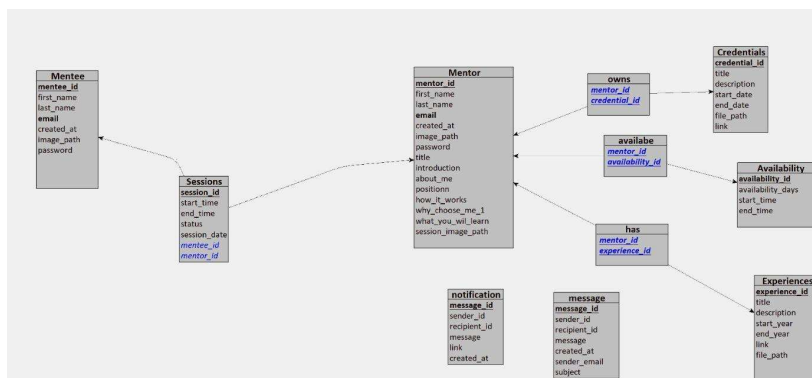 Mentee
mentee_id
first_name
last_name
email
created_at
image_path
password
Sessions
session_id
start_time
end_time
status
session_date
mentee_id
mentor_id
Mentor
mentor_id
first_name
last_name
email
created_at
image_path
password
title
introduction
about_me
positionn
how_it_works
why_choose_me_1
what_you_wil_learn
session_image_path
owns
mentor_id
credential_id
availabe
mentor_id
availability_id
has
mentor_id
experience_id
Credentials
credential_id
title
description
start_date
end_date
file_path
link
Availability
availability_id
availability_days
start_time
end_time
Experiences
experience_id
title
description
start_year
end_year
link
file_path
notification
message_id
sender_id
recipient_id
message
link
created_at
message
message_id
sender_id
recipient_id
message
created_at
sender_email
subject